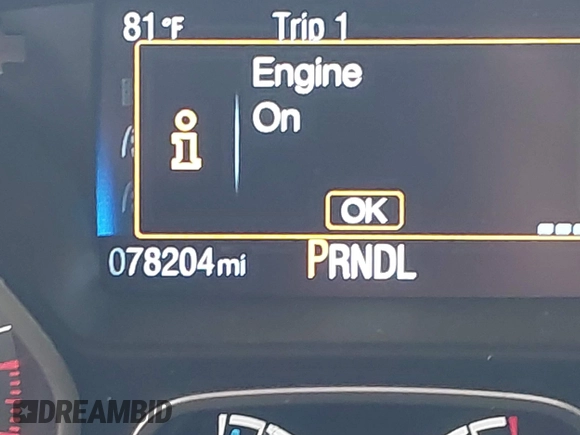 81°F Trip 1
Engine
On
OK
078204mi PRNDL
DREAMBID